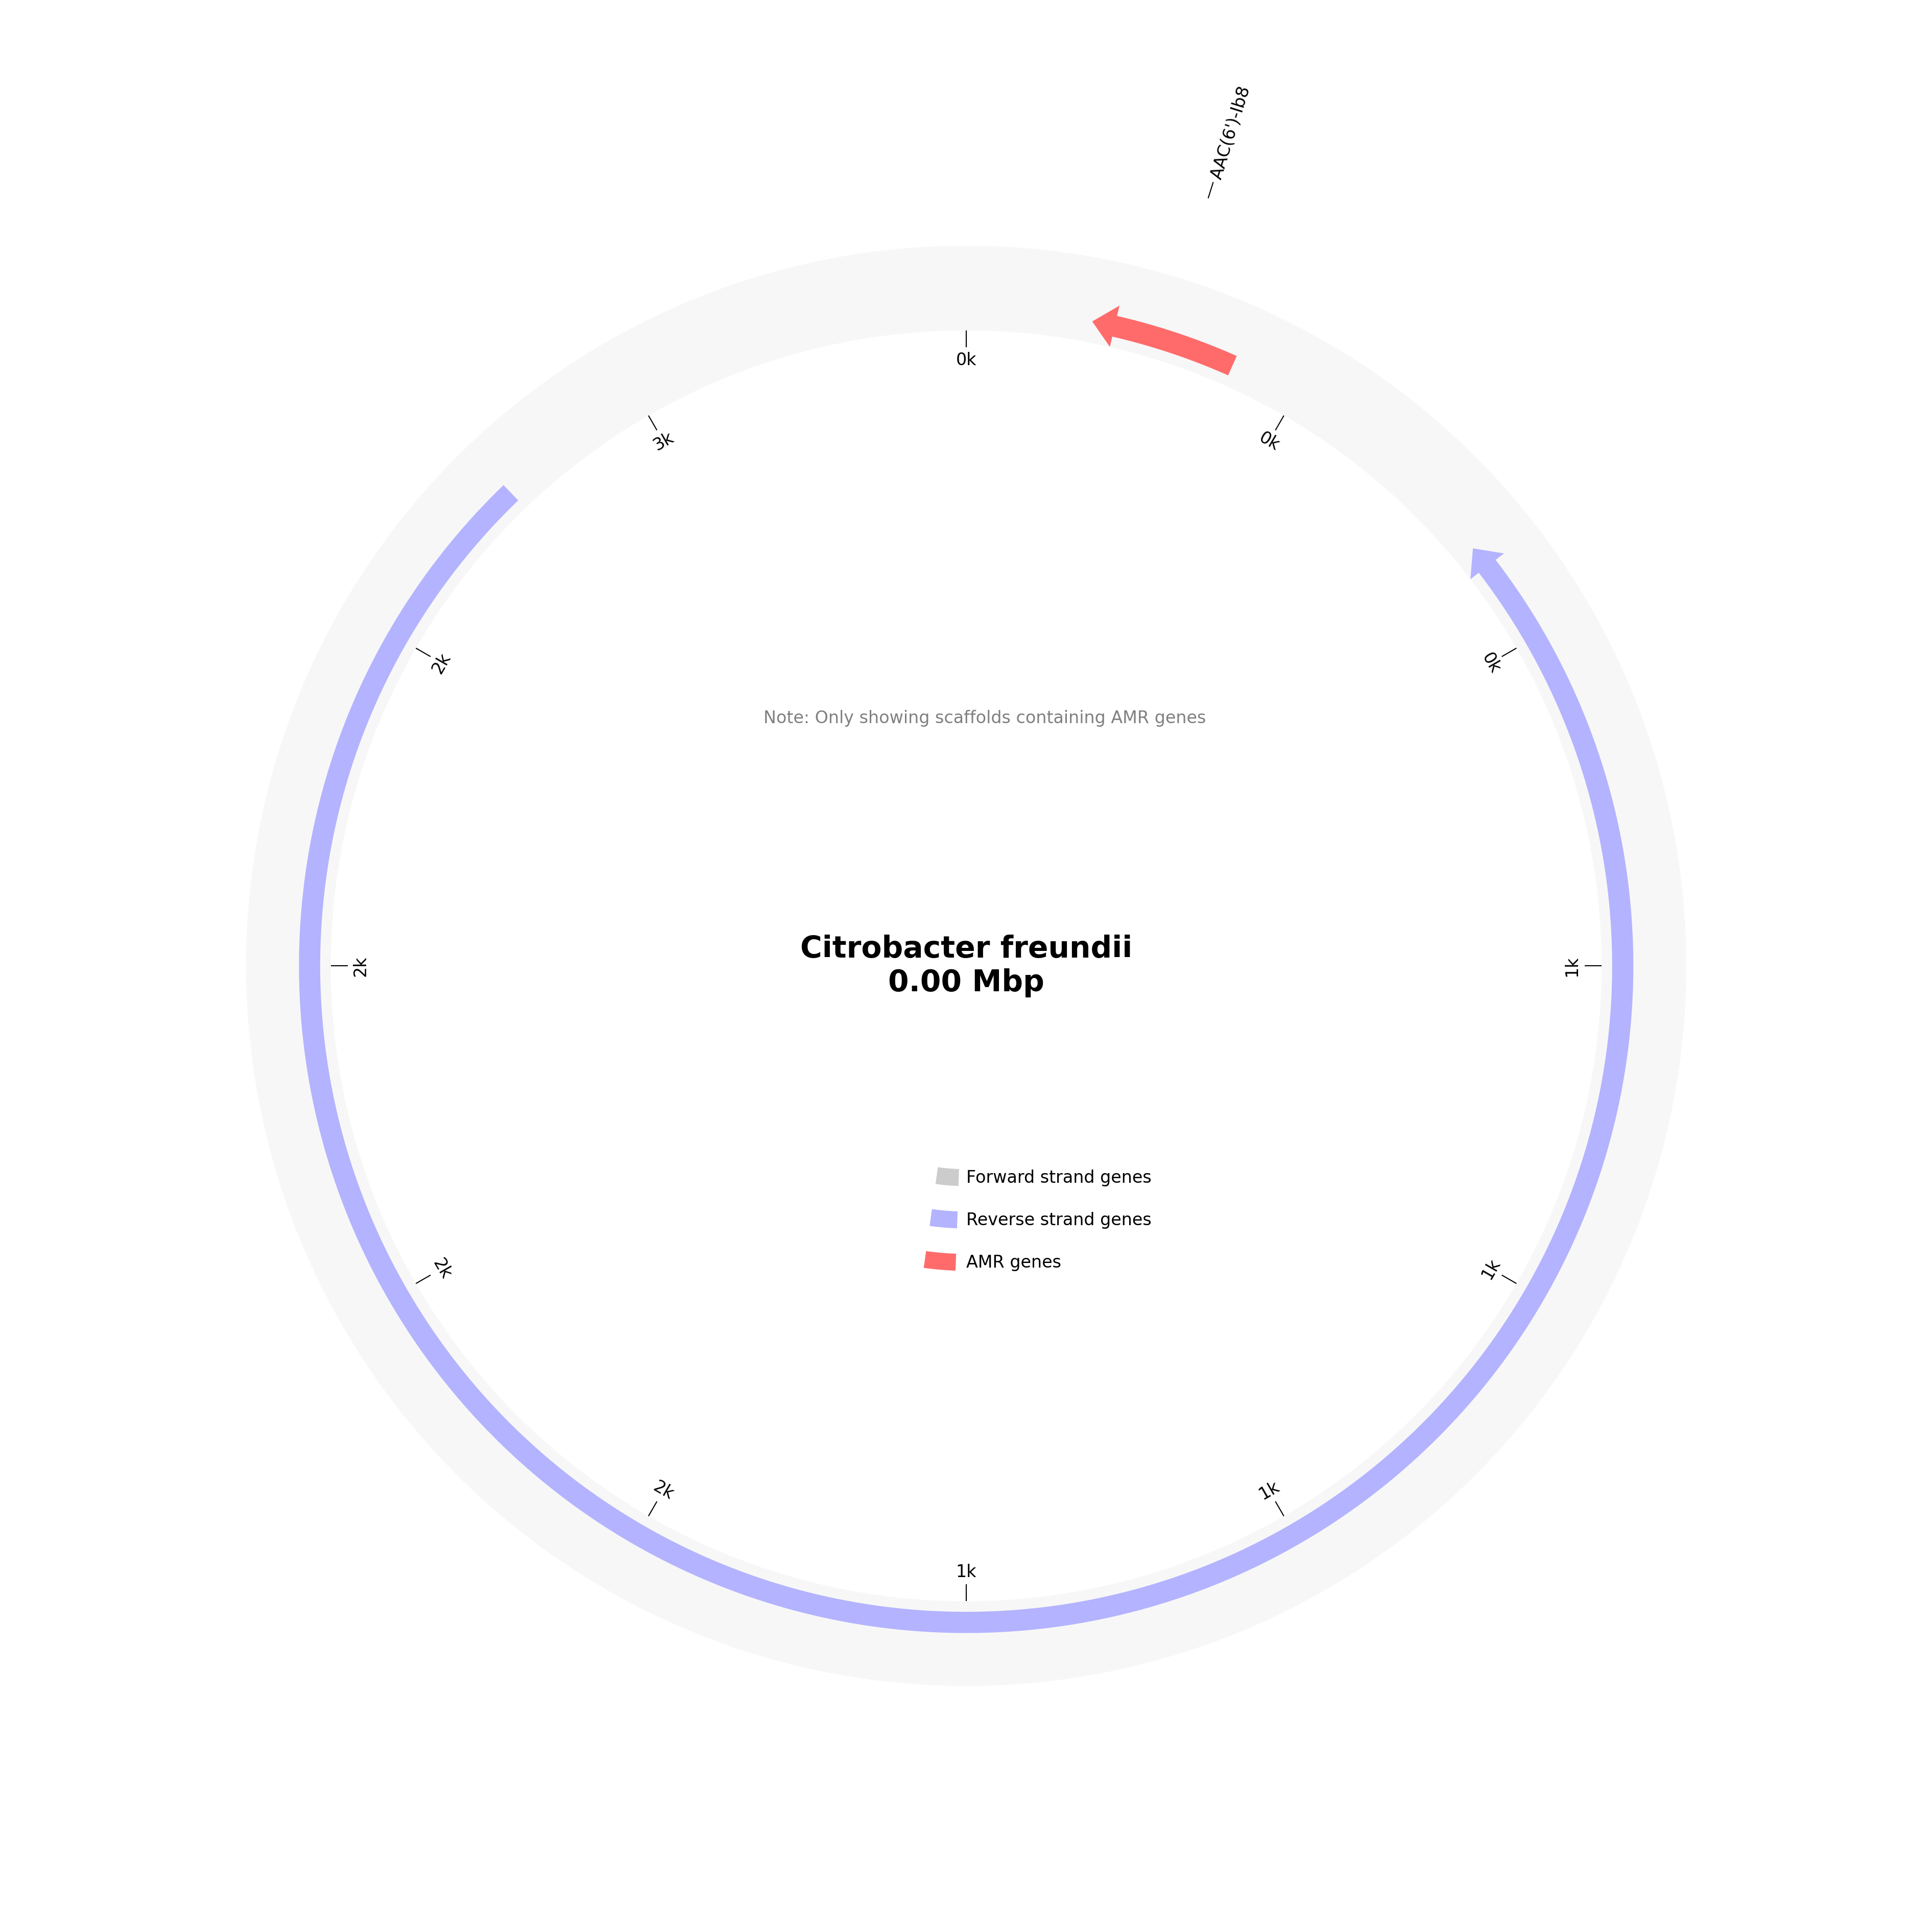 AAC(6')-Ib8
0k
0k
0k
1k
1k
1k
1k
2k
2k
2k
2k
3k
Note: Only showing scaffolds containing AMR genes
Citrobacter freundii
0.00 Mbp
Forward strand genes
Reverse strand genes
AMR genes